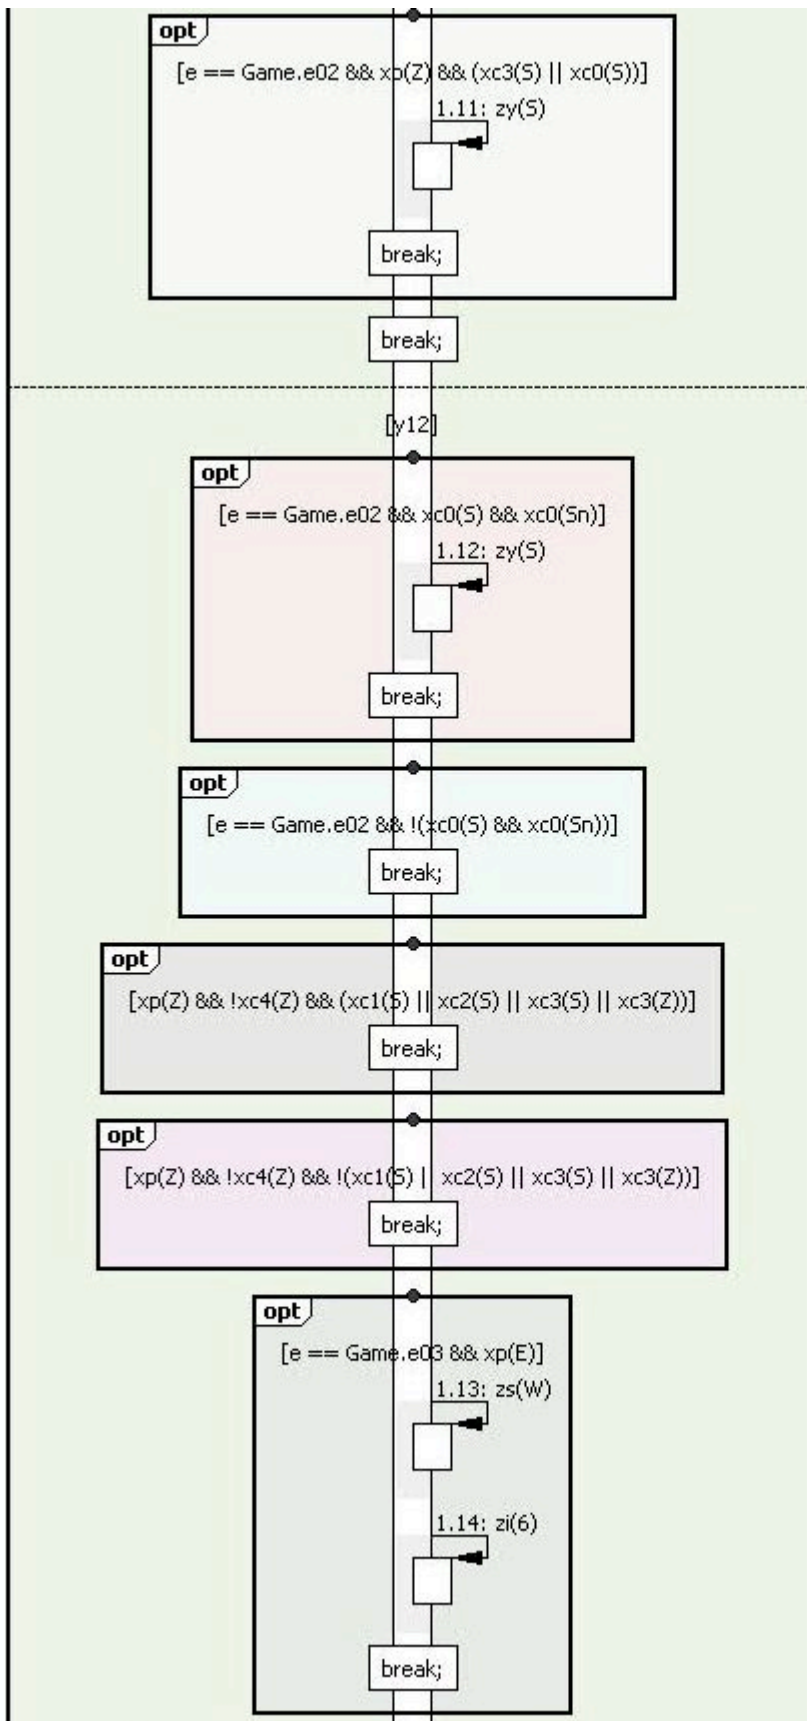 opt
[e == Game.e02 && xp(Z) && (xc3(S) || xc0(S))]
1.11: zy(S)
break;
break;
[y12]
opt
[e == Game.e02 && xc0(S) && xc0(Sn)]
1.12: zy(S)
break;
opt
[e == Game.e02 && !(xc0(S) && xc0(Sn))]
break;
opt
[xp(Z) && !xc4(Z) && (xc1(S) || xc2(S) || xc3(S) || xc3(Z))]
break;
opt
[xp(Z) && !xc4(Z) && !(xc1(S) || xc2(S) || xc3(S) || xc3(Z))]
break;
opt
[e == Game.e03 && xp(E)]
1.13: zs(W)
1.14: zi(6)
break;